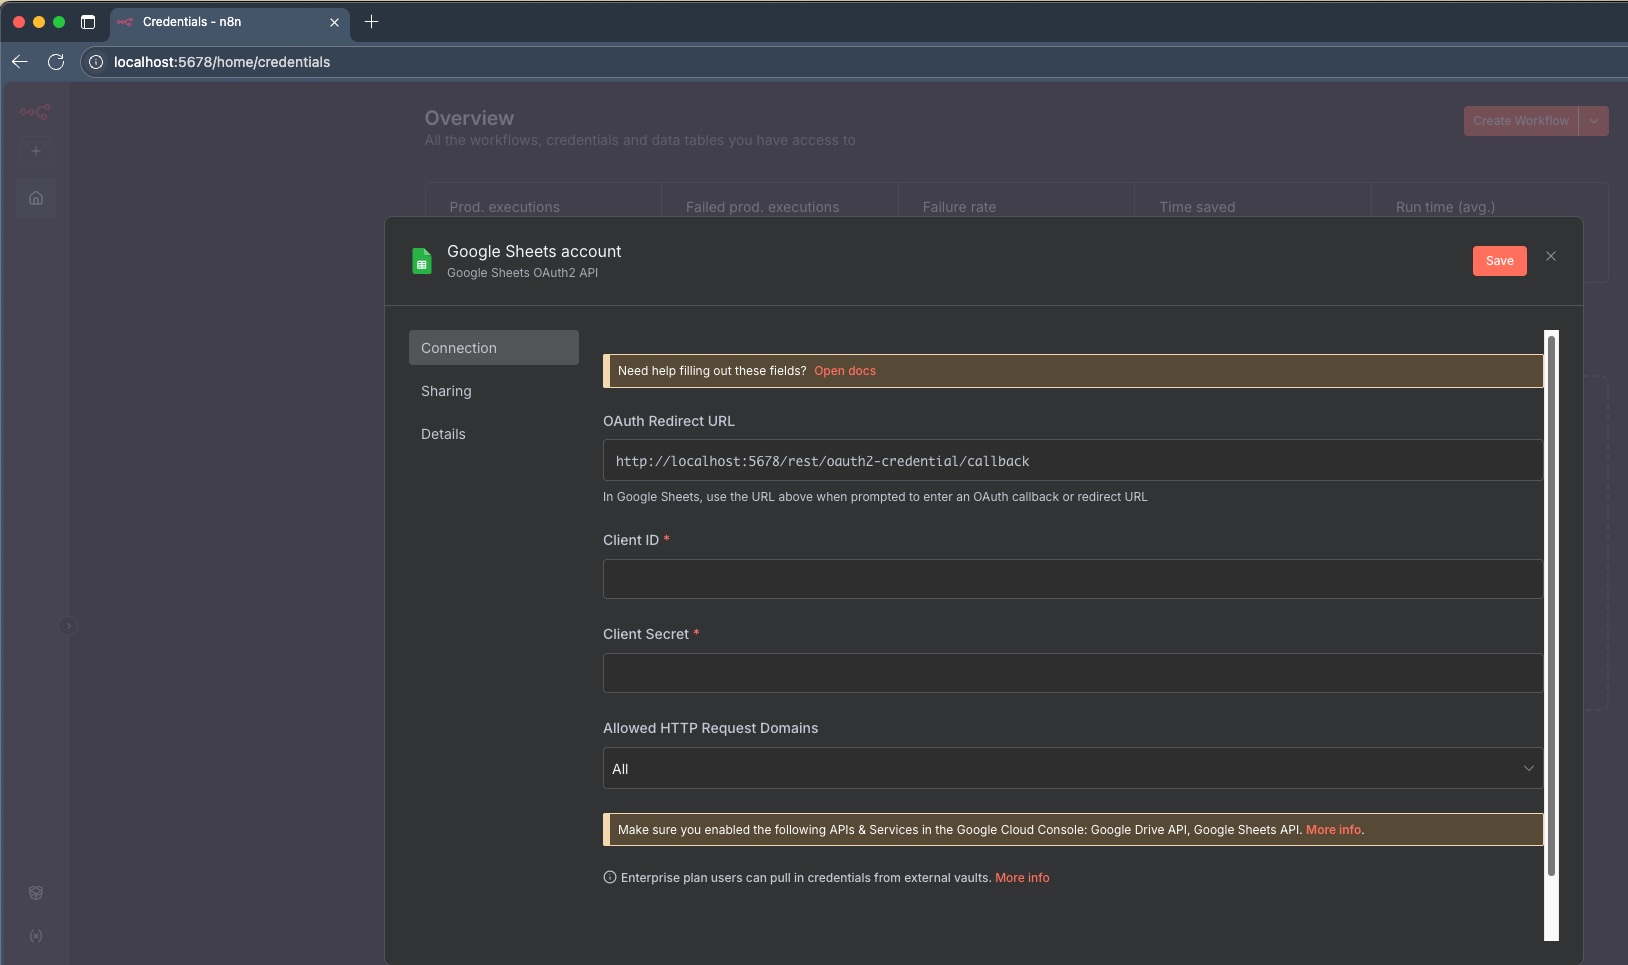 Credentials - n8n
localhost:5678/home/credentials
Overview
All the workflows, credentials and data tables you have access to
Create Workflow
Prod. executions
Failed prod. executions
Failure rate
Time saved
Run time (avg.)
Google Sheets account
Google Sheets OAuth2 API
Save
Connection
Sharing
Details
Need help filling out these fields? Open docs
OAuth Redirect URL
http://localhost:5678/rest/oauth2-credential/callback
In Google Sheets, use the URL above when prompted to enter an OAuth callback or redirect URL
Client ID *
Client Secret *
Allowed HTTP Request Domains
All
Make sure you enabled the following APIs & Services in the Google Cloud Console: Google Drive API, Google Sheets API. More info.
Enterprise plan users can pull in credentials from external vaults. More info